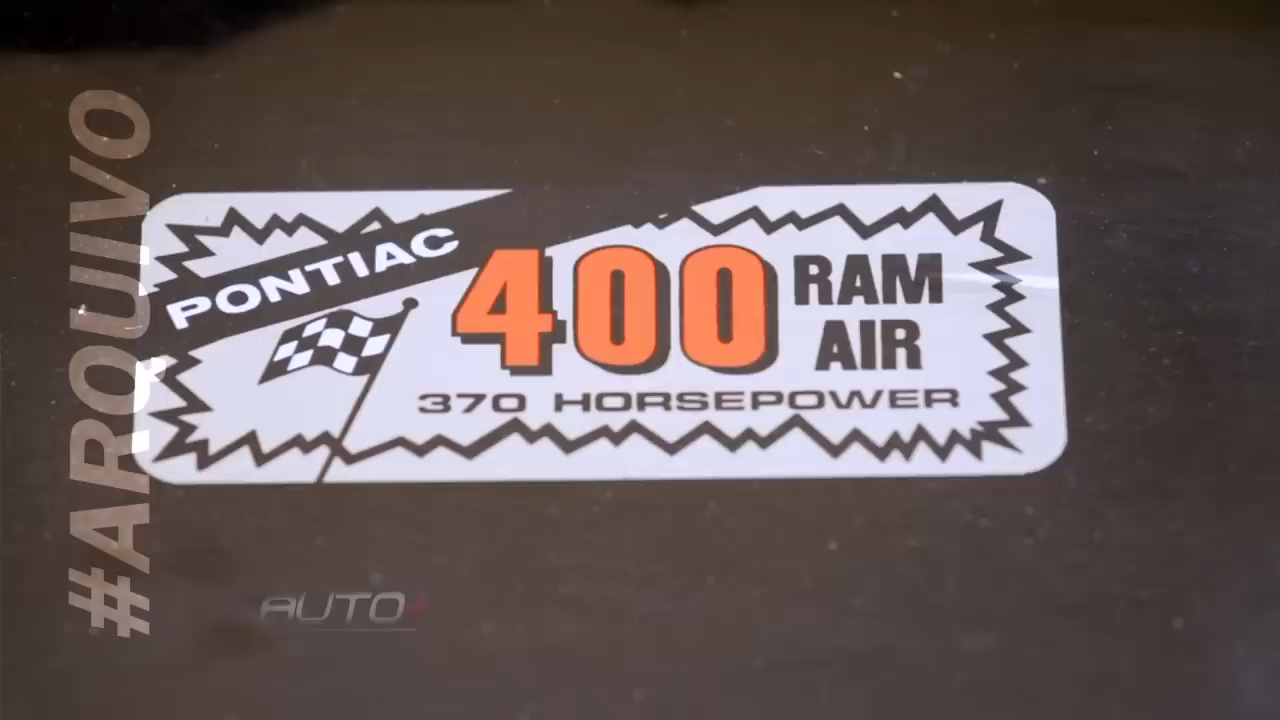 #ARQUIVO
PONTIAC
400
RAM
AIR
370 HORSEPOWER
AUTO+